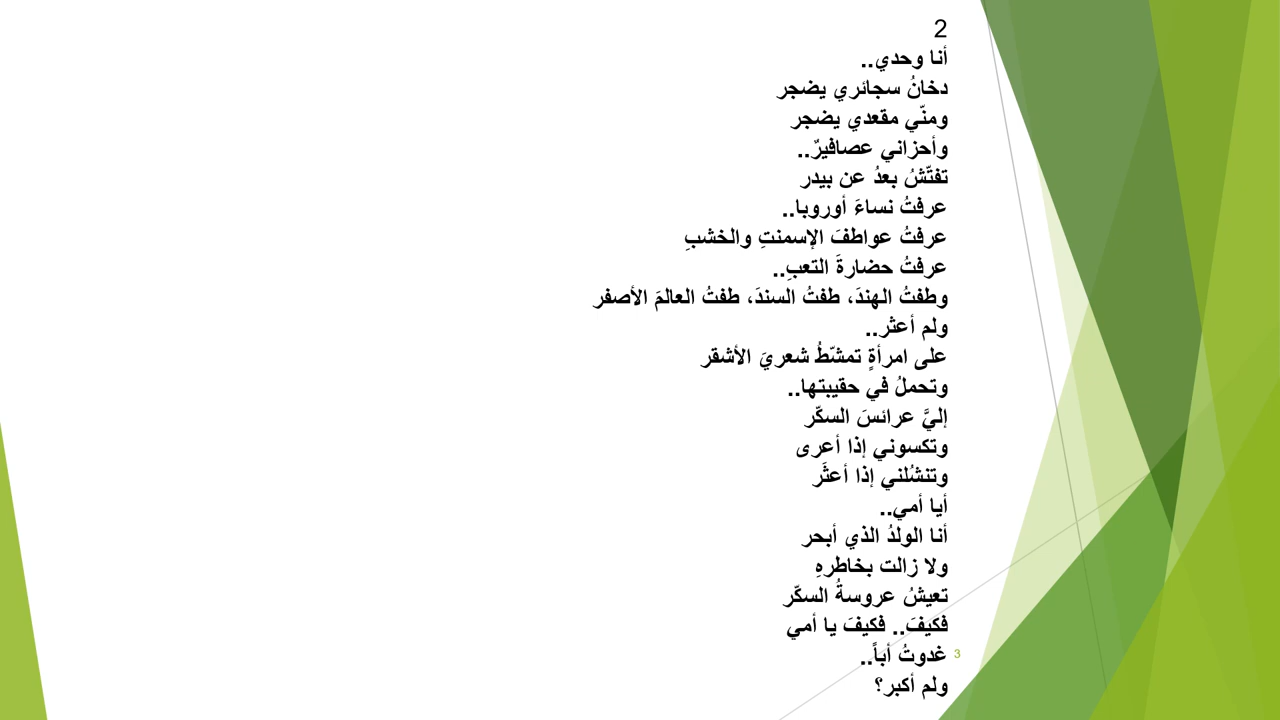 2
أنا وحدي..
دخانُ سجائري يضجر
ومنّي مقعدي يضجر
وأحزاني عصافيرٌ..
تفتّشُ بعدُ عن بيدر
عرفتُ نساءَ أوروبا..
عرفتُ عواطفَ الإسمنتِ والخشبِ
عرفتُ حضارةَ التعبِ..
وطفتُ الهندَ، طفتُ السندَ، طفتُ العالمَ الأصفر
ولم أعثر..
على امرأةٍ تمشّطُ شعريَ الأشقر
وتحملُ في حقيبتها..
إليَّ عرائسَ السكّر
وتكسوني إذا أعرى
وتنشُلني إذا أعثَر
أيا أمي..
أنا الولدُ الذي أبحر
ولا زالت بخاطرهِ
تعيشُ عروسةُ السكّر
فكيفَ.. فكيفَ يا أمي
غدوتُ أباً..
ولم أكبر؟
3